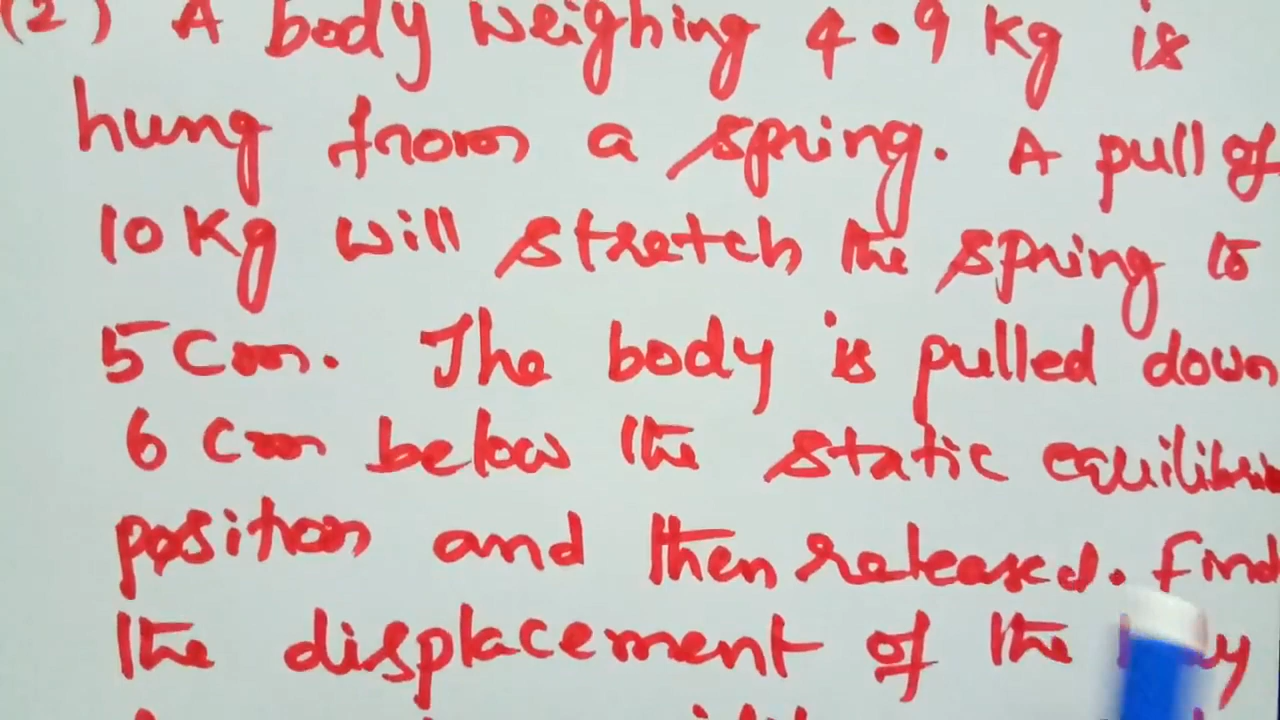 (2) A body weighing 4.9 kg is
hung from a spring. A pull of
10 Kg will stretch the spring to
5 Cm. The body is pulled down
6 Cm below the static
position and then released. Find
the displacement of the